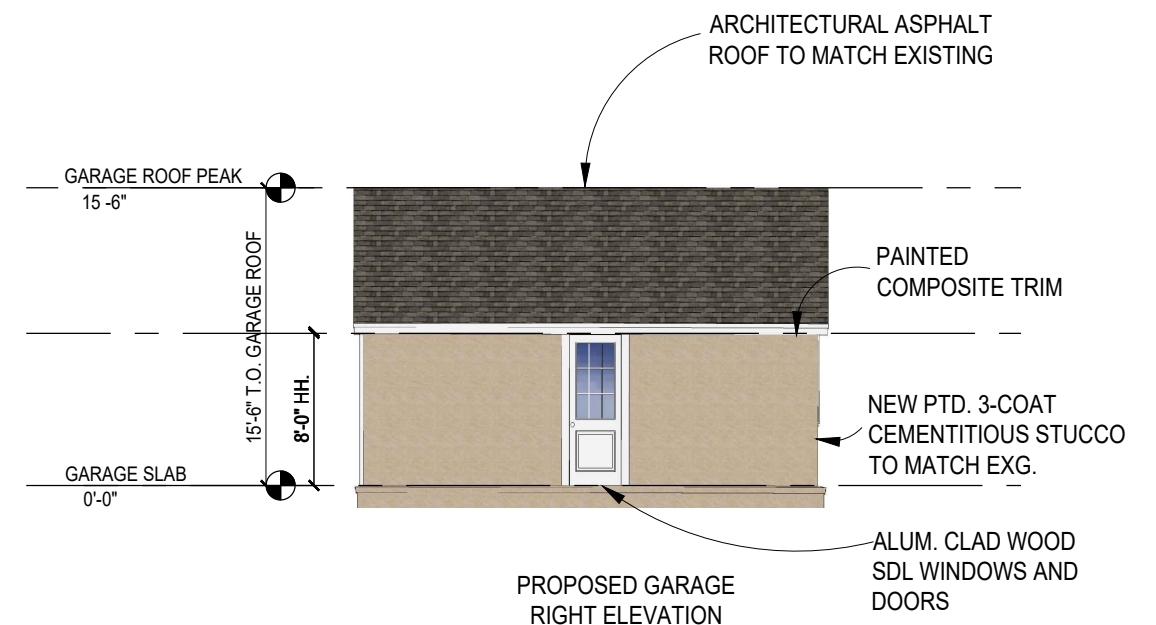 ARCHITECTURAL ASPHALT
ROOF TO MATCH EXISTING
GARAGE ROOF PEAK
15 -6"
15'-6" T.O. GARAGE ROOF
8'-0" HH.
PAINTED
COMPOSITE TRIM
NEW PTD. 3-COAT
CEMENTITIOUS STUCCO
TO MATCH EXG.
GARAGE SLAB
0'-0"
ALUM. CLAD WOOD
SDL WINDOWS AND
DOORS
PROPOSED GARAGE
RIGHT ELEVATION